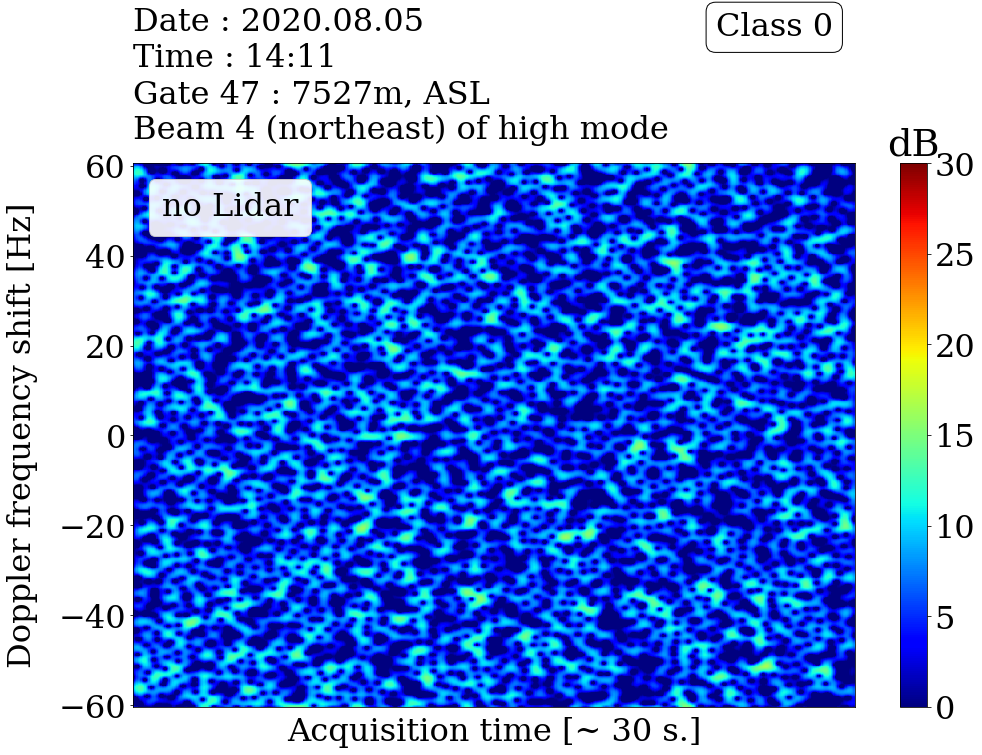 Date : 2020.08.05
Time : 14:11
Gate 47 : 7527m, ASL
Beam 4 (northeast) of high mode
Class 0
dB
no Lidar
Doppler frequency shift [Hz]
60
40
20
0
−20
−40
−60
Acquisition time [~ 30 s.]
30
25
20
15
10
5
0